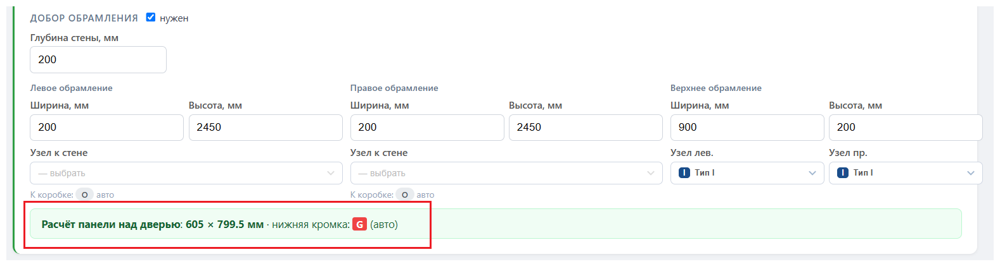 ДОБОР ОБРАМЛЕНИЯ нужен
Глубина стены, мм
200
Левое обрамление Правое обрамление Верхнее обрамление
Ширина, мм Высота, мм Ширина, мм Высота, мм Ширина, мм Высота, мм
200 2450 200 2450 900 200
Узел к стене Узел к стене Узел лев. Узел пр.
— выбрать — выбрать I Тип I I Тип I
К коробке: O авто К коробке: O авто
Расчёт панели над дверью: 605 × 799.5 мм · нижняя кромка: G (авто)